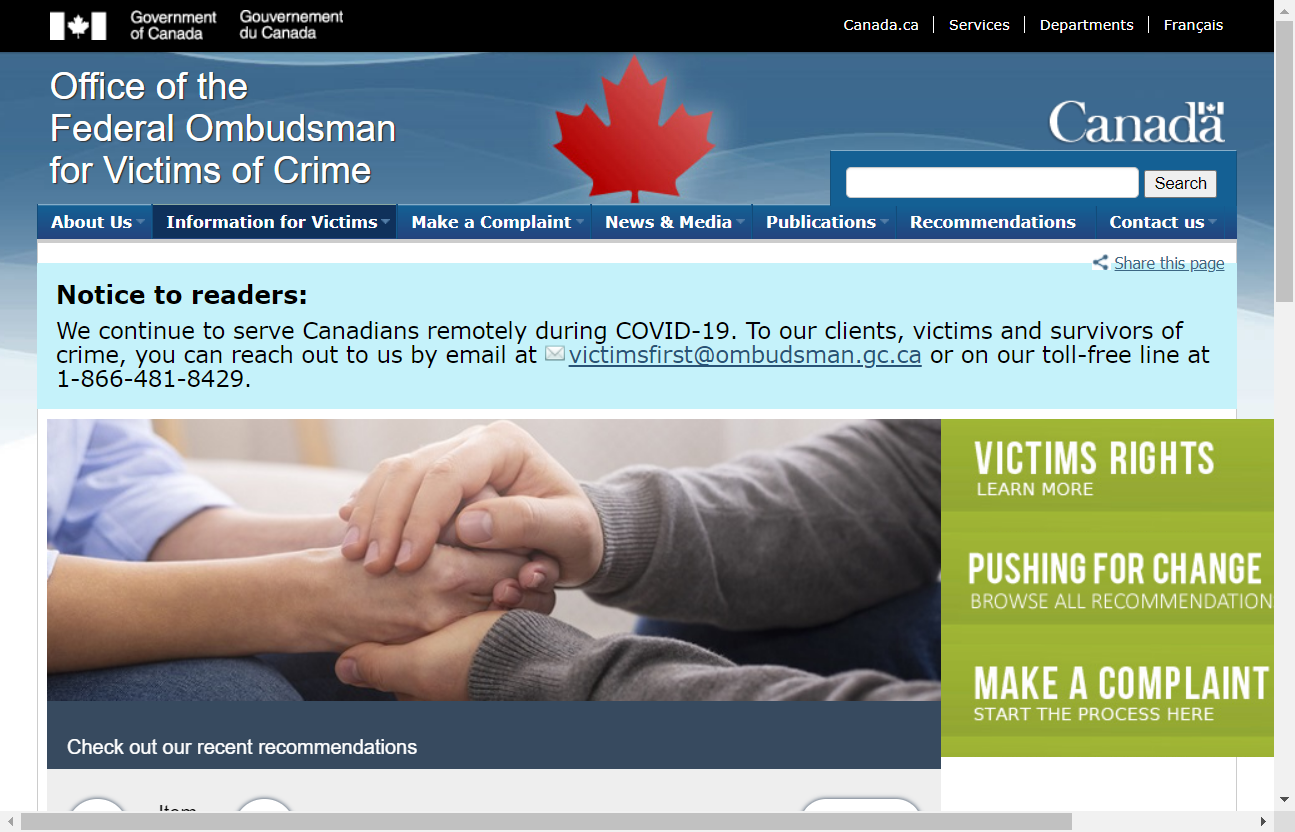 Government of Canada
Gouvernement du Canada
Canada.ca
Services
Departments
Français
Office of the
Federal Ombudsman
for Victims of Crime
Canada
Search
About Us
Information for Victims
Make a Complaint
News & Media
Publications
Recommendations
Contact us
Share this page
Notice to readers:
We continue to serve Canadians remotely during COVID-19. To our clients, victims and survivors of
crime, you can reach out to us by email at victimsfirst@ombudsman.gc.ca or on our toll-free line at
1-866-481-8429.
VICTIMS RIGHTS
LEARN MORE
PUSHING FOR CHANGE
BROWSE ALL RECOMMENDATION
MAKE A COMPLAINT
START THE PROCESS HERE
Check out our recent recommendations
Item